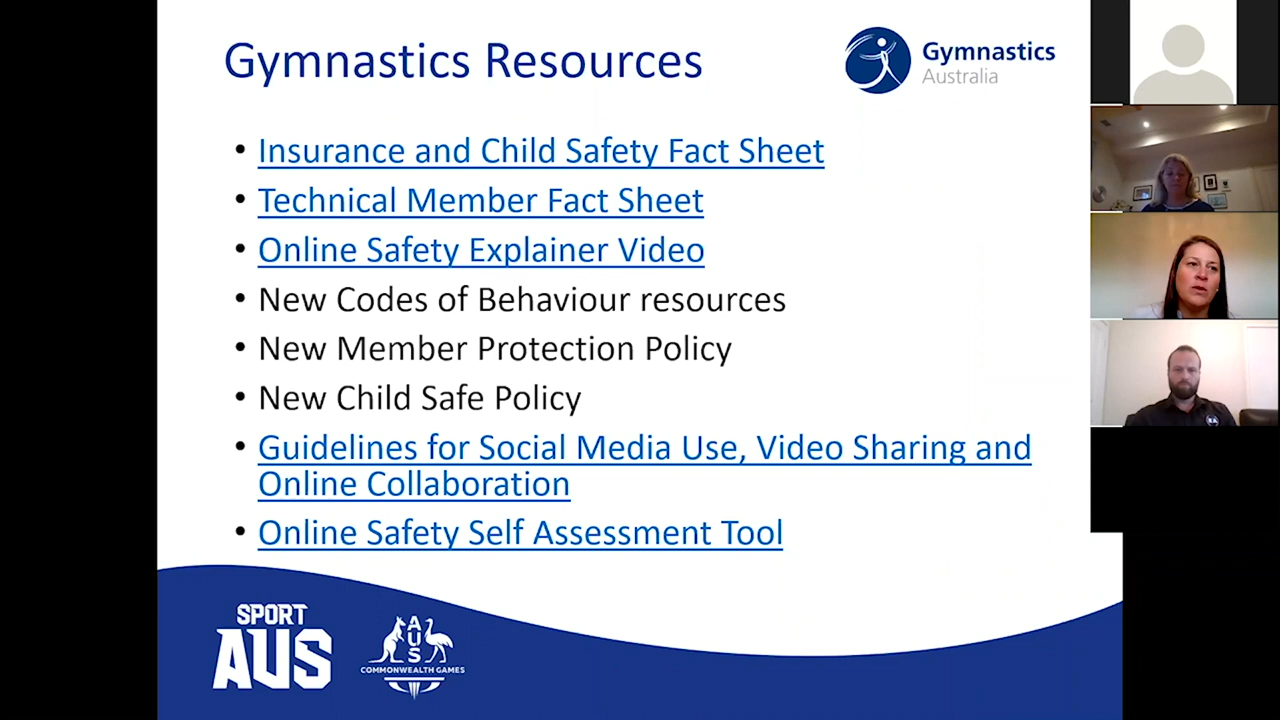 Gymnastics Resources
Gymnastics
Australia
• Insurance and Child Safety Fact Sheet
• Technical Member Fact Sheet
• Online Safety Explainer Video
• New Codes of Behaviour resources
• New Member Protection Policy
• New Child Safe Policy
• Guidelines for Social Media Use, Video Sharing and
Online Collaboration
• Online Safety Self Assessment Tool
SPORT
AUS
AUS
COMMONWEALTH GAMES